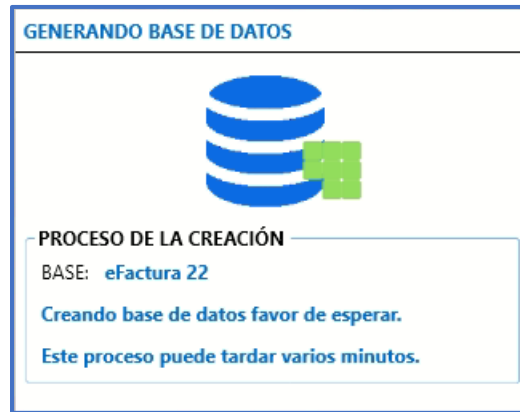 GENERANDO BASE DE DATOS
PROCESO DE LA CREACIÓN
BASE: eFactura 22
Creando base de datos favor de esperar.
Este proceso puede tardar varios minutos.